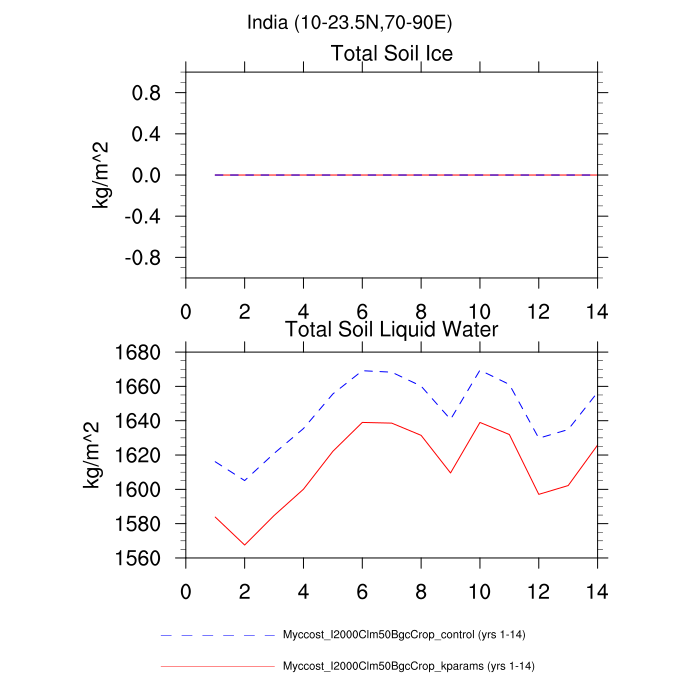 India (10-23.5N,70-90E)
Total Soil Ice
0.8
0.4
0.0
-0.4
-0.8
kg/m^2
0 2 4 6 8 10 12 14
Total Soil Liquid Water
1680
1660
1640
1620
1600
1580
1560
kg/m^2
0 2 4 6 8 10 12 14
Myccost_I2000Clm50BgcCrop_control (yrs 1-14)
Myccost_I2000Clm50BgcCrop_kparams (yrs 1-14)